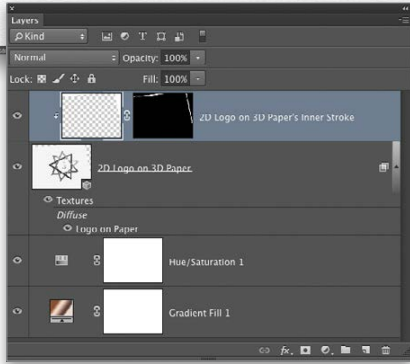 Layers
Kind
Normal Opacity: 100%
Lock: Fill: 100%
2D Logo on 3D Paper's Inner Stroke
2D Logo on 3D Paper
Textures
Diffuse
Logo on Paper
Hue/Saturation 1
Gradient Fill 1
fx